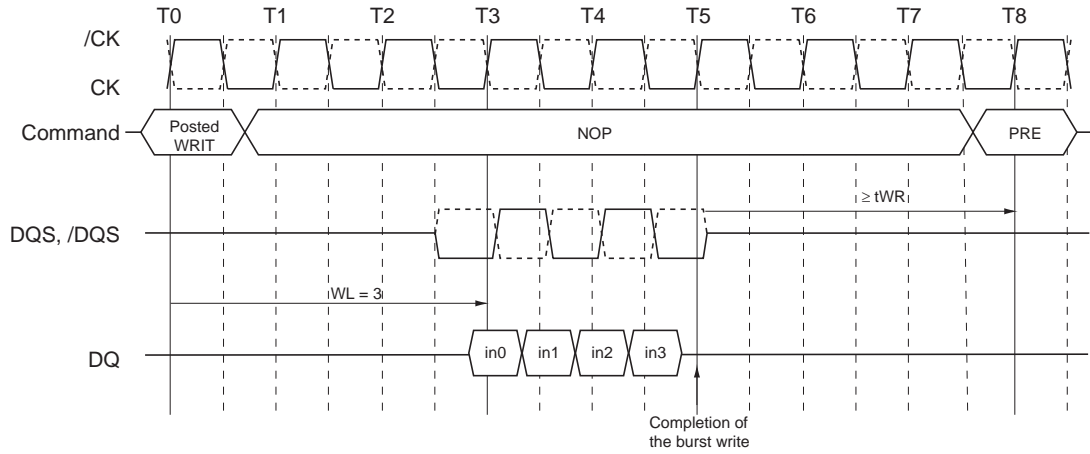 T0 T1 T2 T3 T4 T5 T6 T7 T8
/CK
CK
Command
Posted
WRIT
NOP
PRE
≥ tWR
DQS, /DQS
WL = 3
DQ
in0 in1 in2 in3
Completion of
the burst write